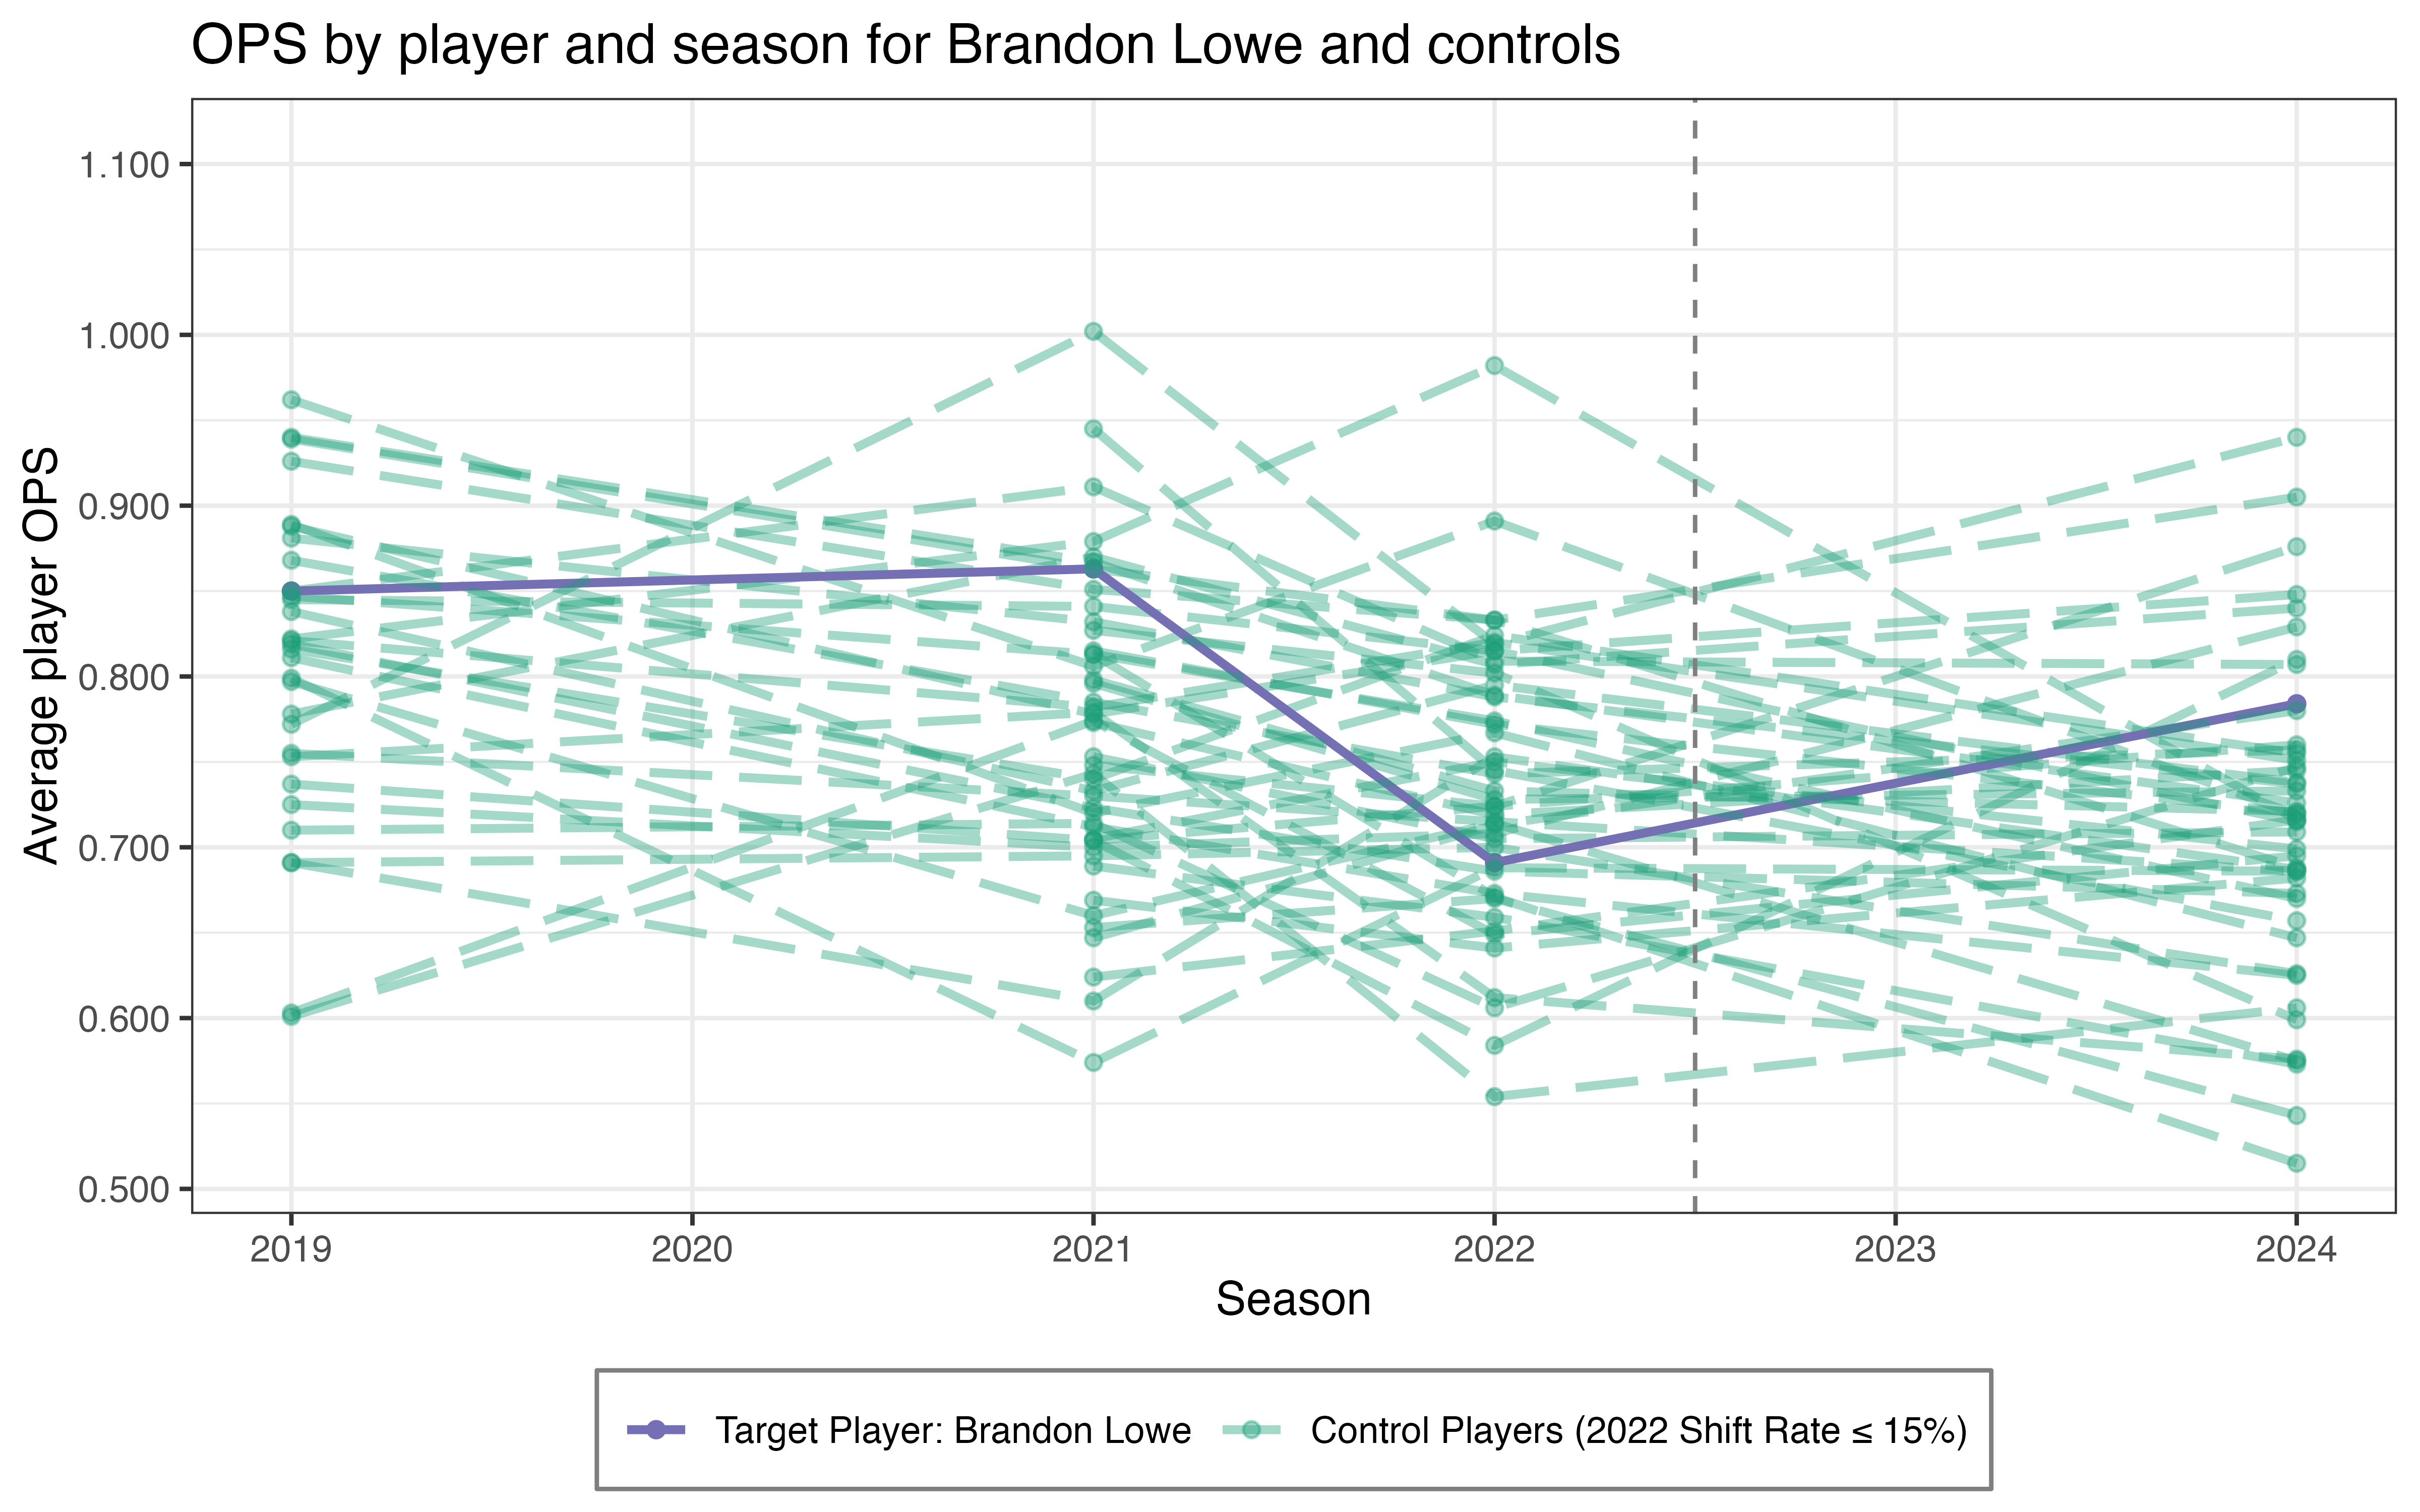 OPS by player and season for Brandon Lowe and controls
Average player OPS
1.100
1.000
0.900
0.800
0.700
0.600
0.500
2019
2020
2021
2022
2023
2024
Season
Target Player: Brandon Lowe
Control Players (2022 Shift Rate ≤ 15%)